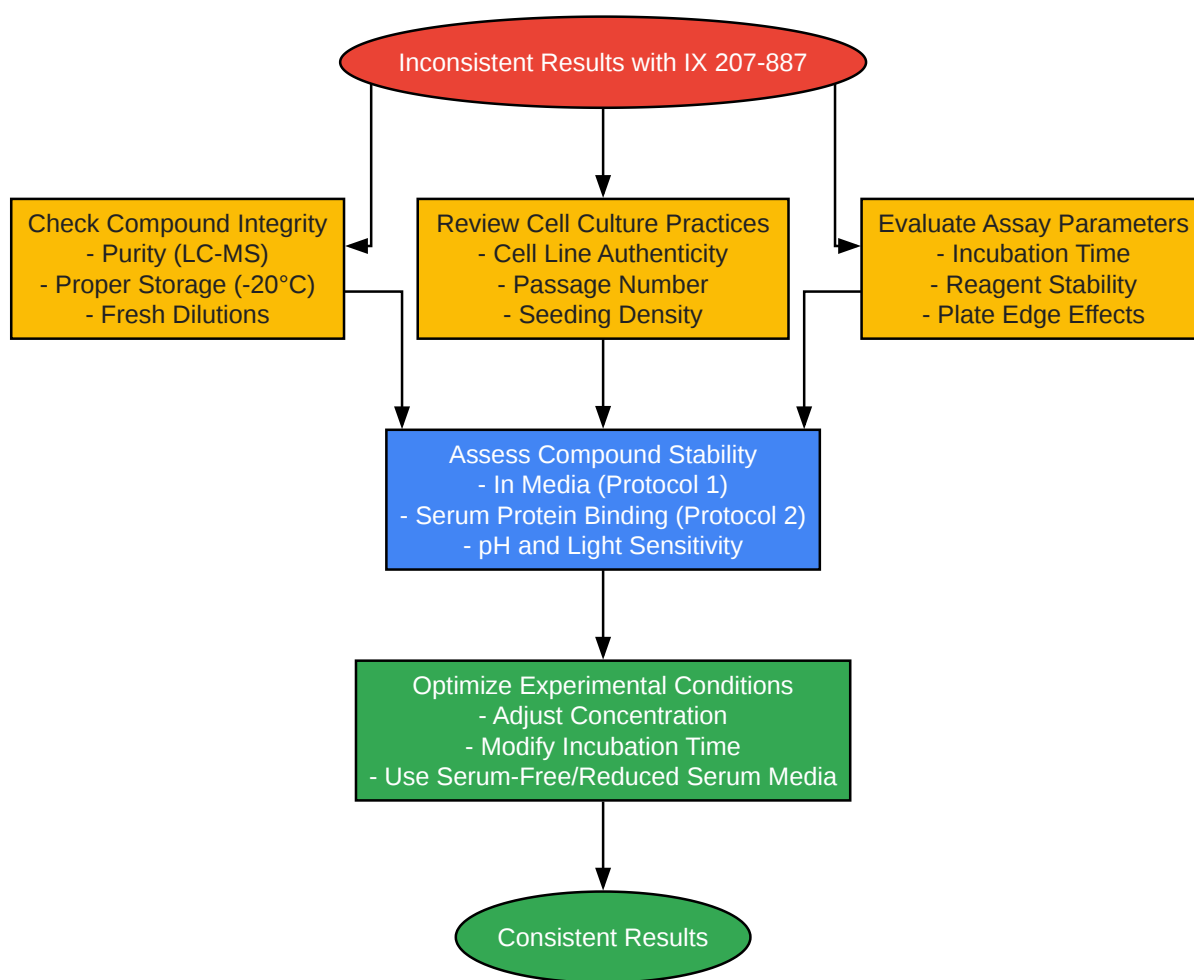 Inconsistent Results with IX 207-887
Check Compound Integrity
- Purity (LC-MS)
- Proper Storage (-20°C)
- Fresh Dilutions
Review Cell Culture Practices
- Cell Line Authenticity
- Passage Number
- Seeding Density
Evaluate Assay Parameters
- Incubation Time
- Reagent Stability
- Plate Edge Effects
Assess Compound Stability
- In Media (Protocol 1)
- Serum Protein Binding (Protocol 2)
- pH and Light Sensitivity
Optimize Experimental Conditions
- Adjust Concentration
- Modify Incubation Time
- Use Serum-Free/Reduced Serum Media
Consistent Results